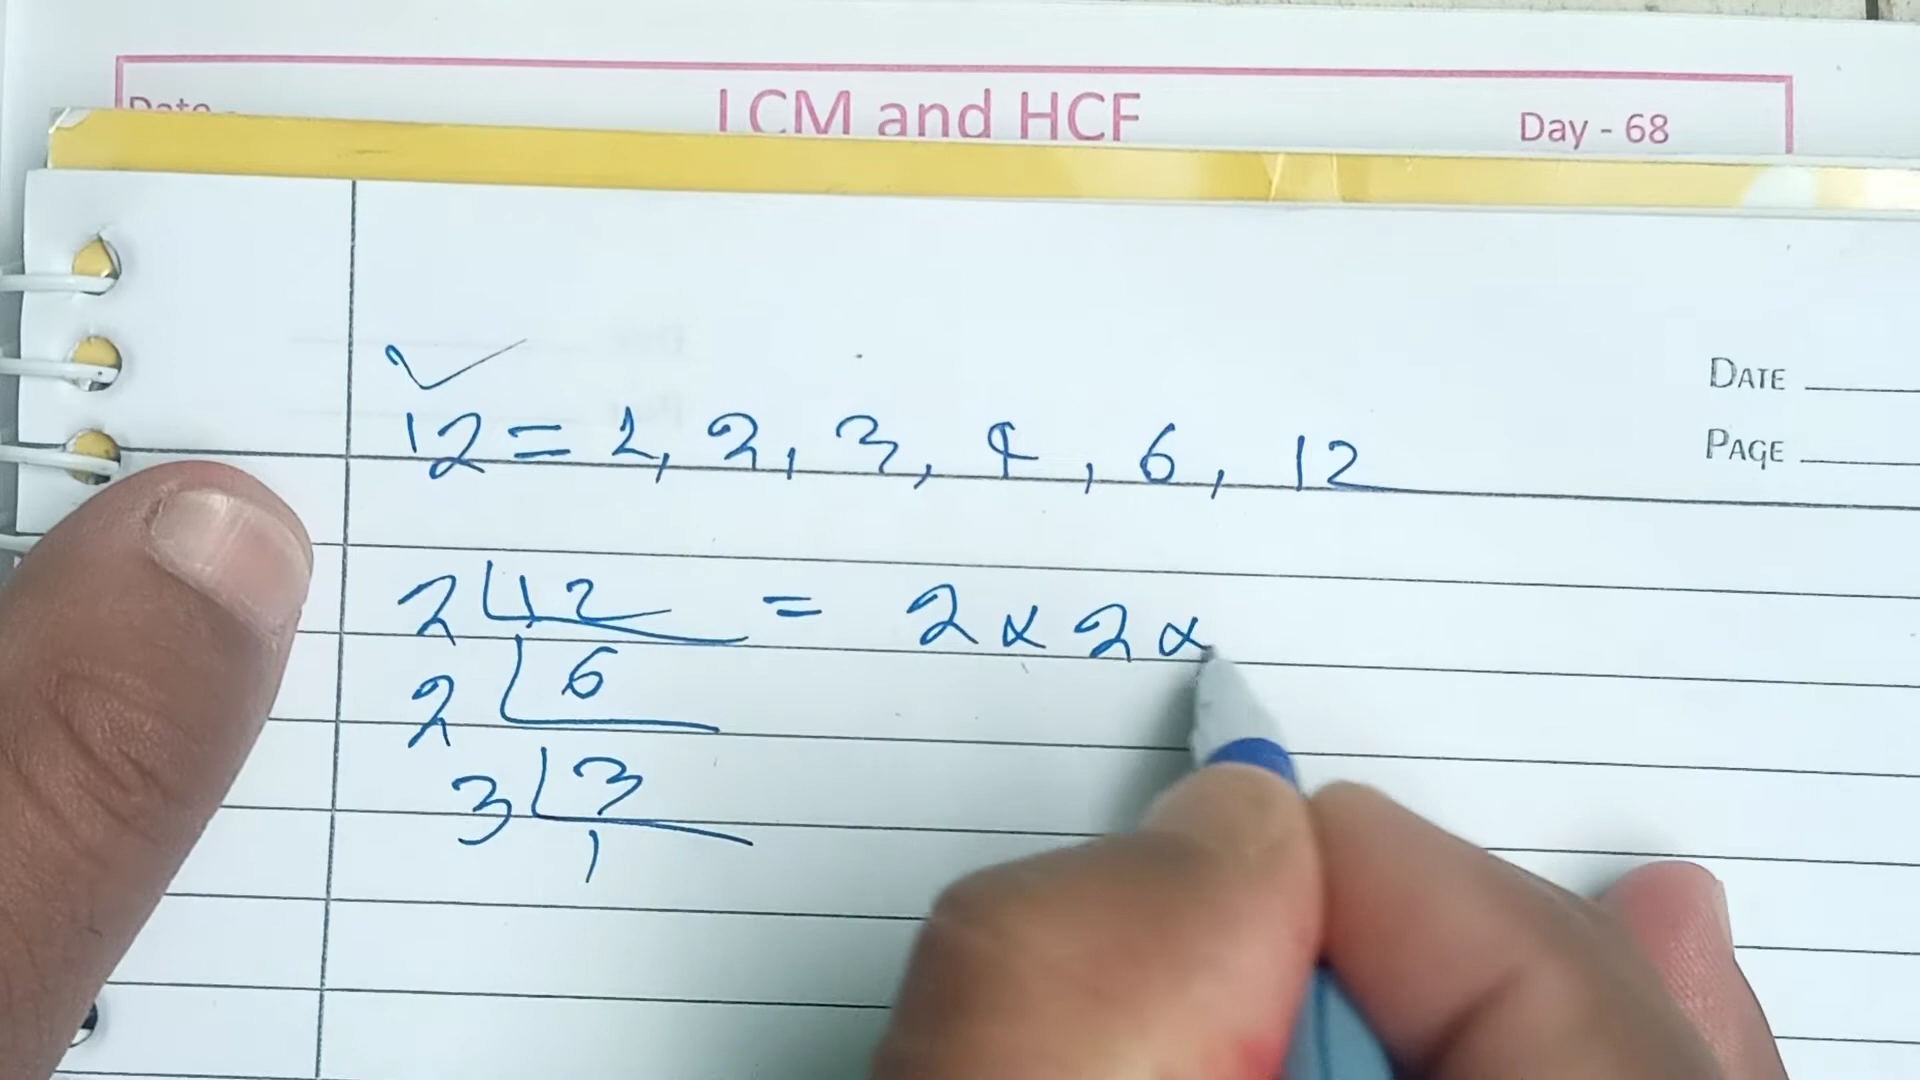 Date -
LCM and HCF
Day - 68
DATE
PAGE
12 = 1, 2, 3, 4, 6, 12
2 12 = 2 x 2 x
2 6
3 3
1